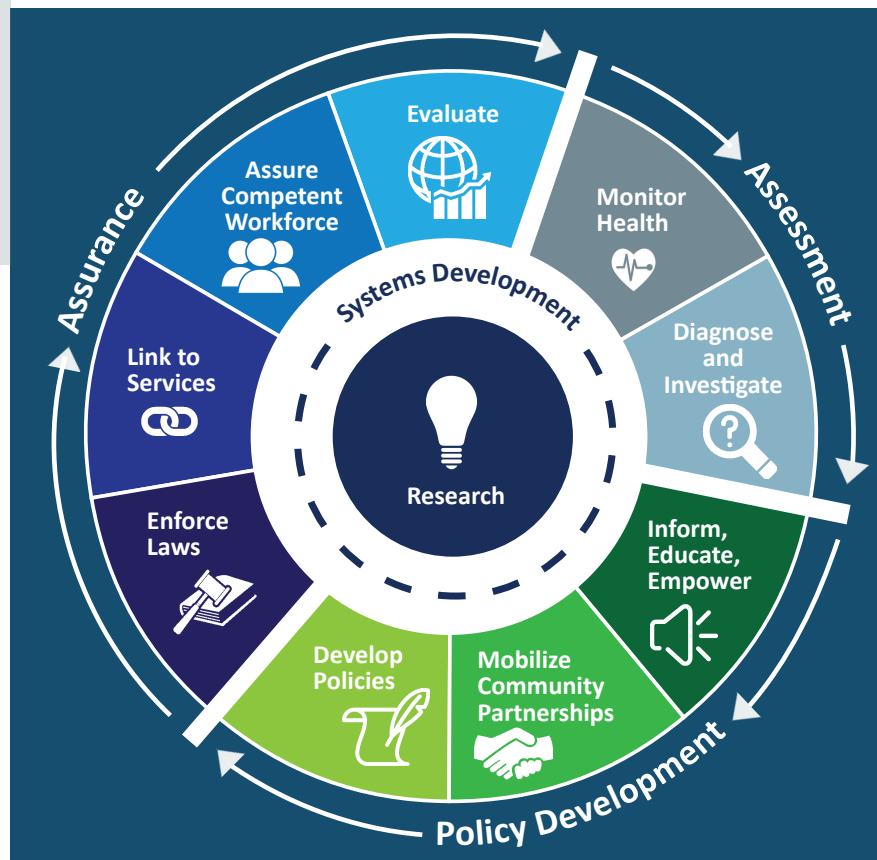 Assessment
Monitor
Health
Diagnose
and
Investigate
Policy Development
Inform,
Educate,
Empower
Mobilize
Community
Partnerships
Develop
Policies
Assurance
Enforce
Laws
Link to
Services
Assure
Competent
Workforce
Evaluate
Systems Development
?
Research